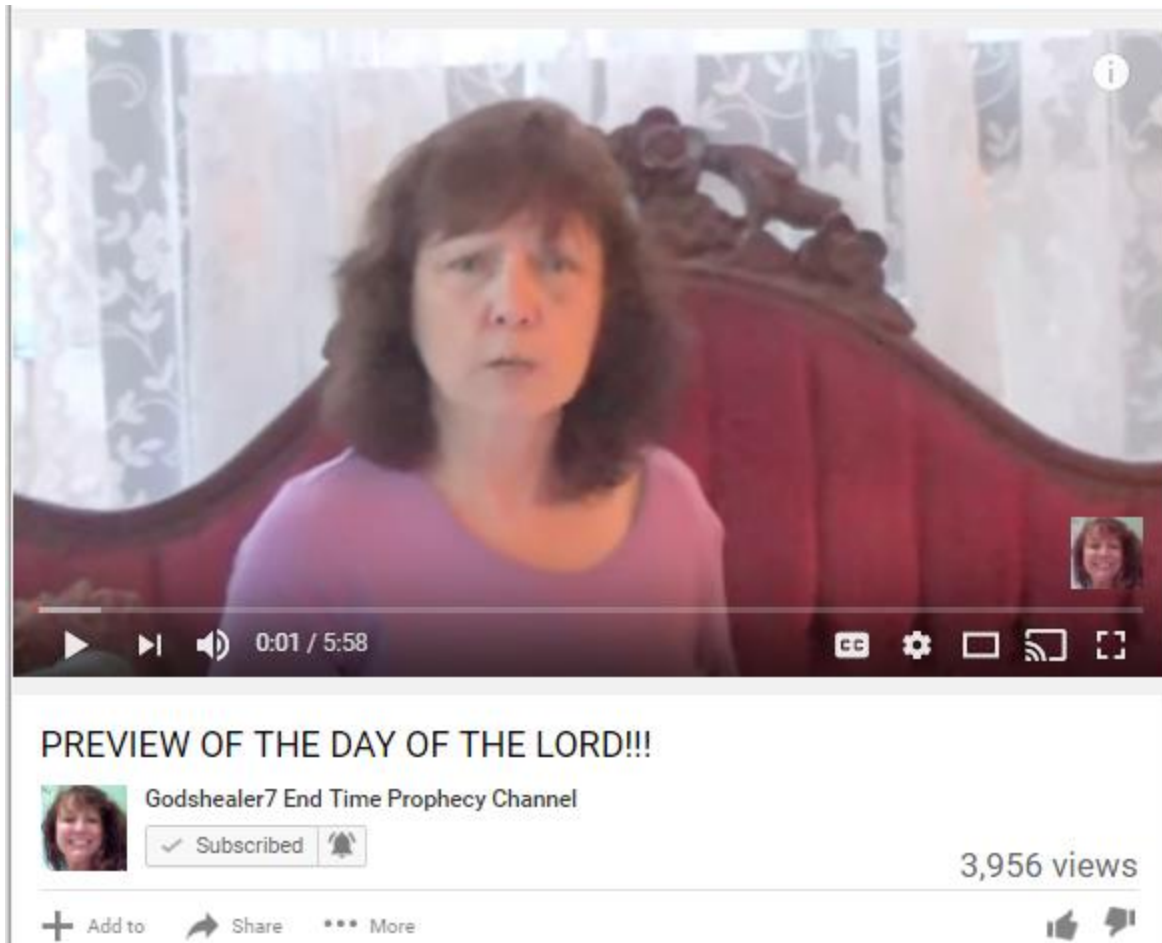 i
0:01 / 5:58
CC
PREVIEW OF THE DAY OF THE LORD!!!
Godshealer7 End Time Prophecy Channel
Subscribed
3,956 views
Add to Share More